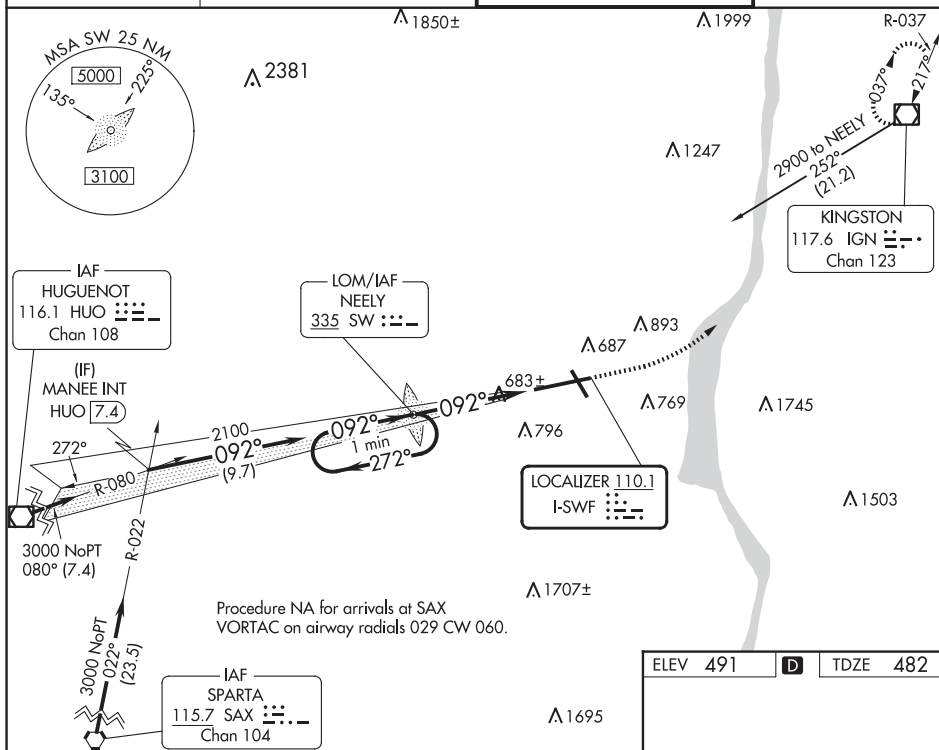 1850±
1999
R-037
MSA SW 25 NM
5000
225°
135°
3100
2381
037°
217°
1247
2900 to NEELY
252°
(21.2)
KINGSTON
117.6 IGN
Chan 123
IAF
HUGUENOT
116.1 HUO
Chan 108
LOM/IAF
NEELY
335 SW
893
687
(IF)
MANEE INT
HUO 7.4
683±
092°
769
1745
2100
092°
092°
1 min
272°
796
272°
(9.7)
R-080
LOCALIZER 110.1
I-SWF
1503
3000 NoPT
080° (7.4)
R-022
1707±
Procedure NA for arrivals at SAX
VORTAC on airway radials 029 CW 060.
3000 NoPT
022°
(23.5)
ELEV 491 D TDZE 482
IAF
SPARTA
115.7 SAX
Chan 104
1695